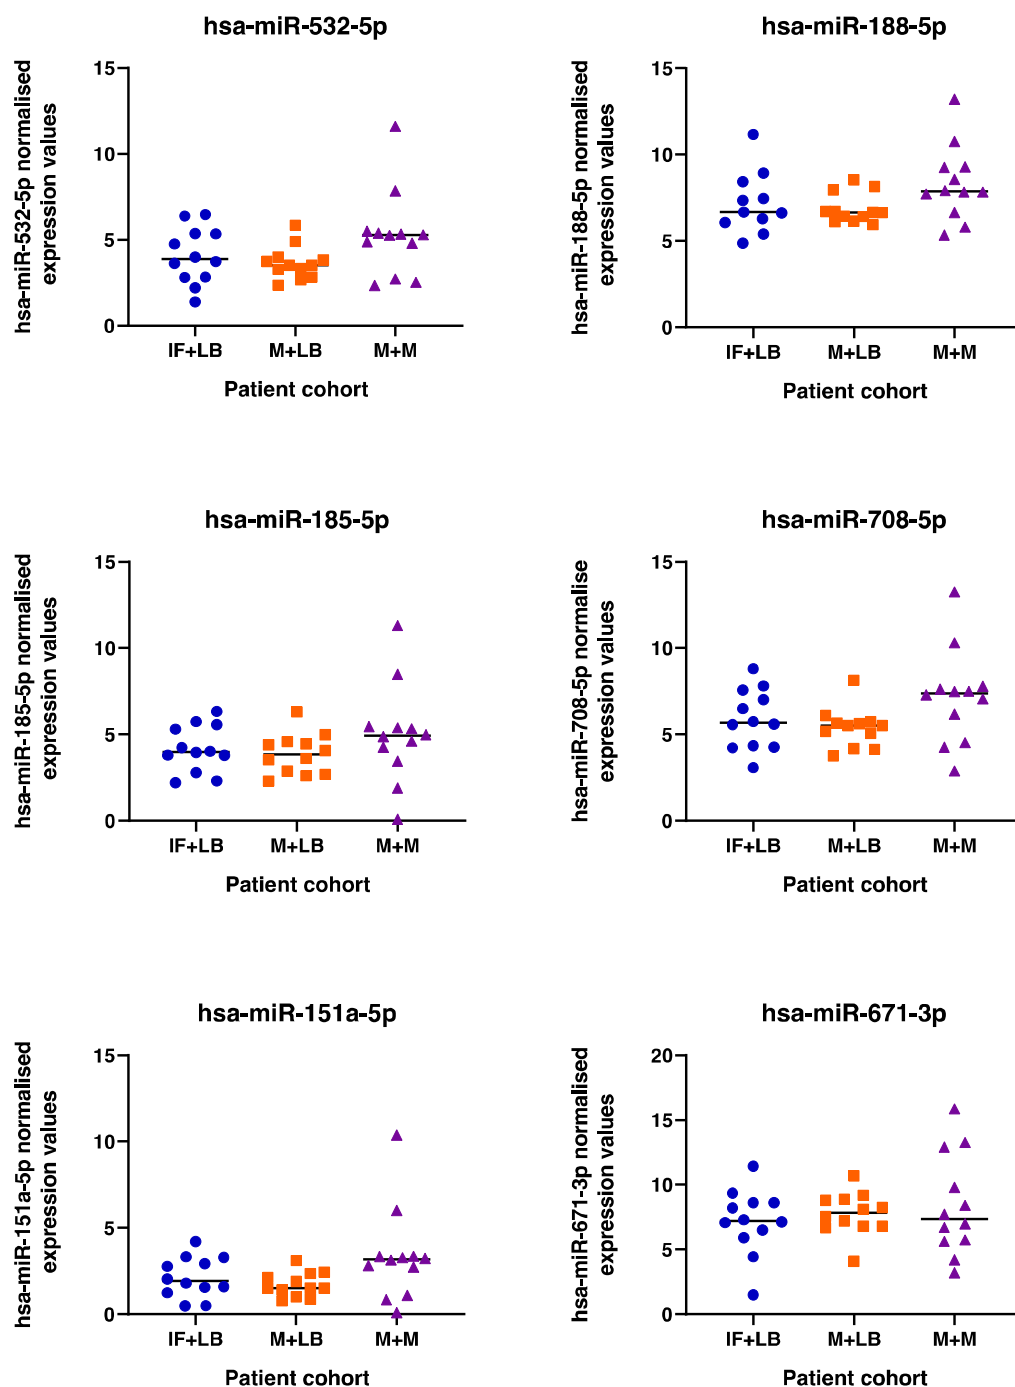 hsa-miR-532-5p
hsa-miR-532-5p normalised
expression values
15
10
5
0
IF+LB M+LB M+M
Patient cohort
hsa-miR-188-5p
hsa-miR-188-5p normalised
expression values
15
10
5
0
IF+LB M+LB M+M
Patient cohort
hsa-miR-185-5p
hsa-miR-185-5p normalised
expression values
15
10
5
0
IF+LB M+LB M+M
Patient cohort
hsa-miR-708-5p
hsa-miR-708-5p normalise
expression values
15
10
5
0
IF+LB M+LB M+M
Patient cohort
hsa-miR-151a-5p
hsa-miR-151a-5p normalised
expression values
15
10
5
0
IF+LB M+LB M+M
Patient cohort
hsa-miR-671-3p
hsa-miR-671-3p normalised
expression values
20
15
10
5
0
IF+LB M+LB M+M
Patient cohort